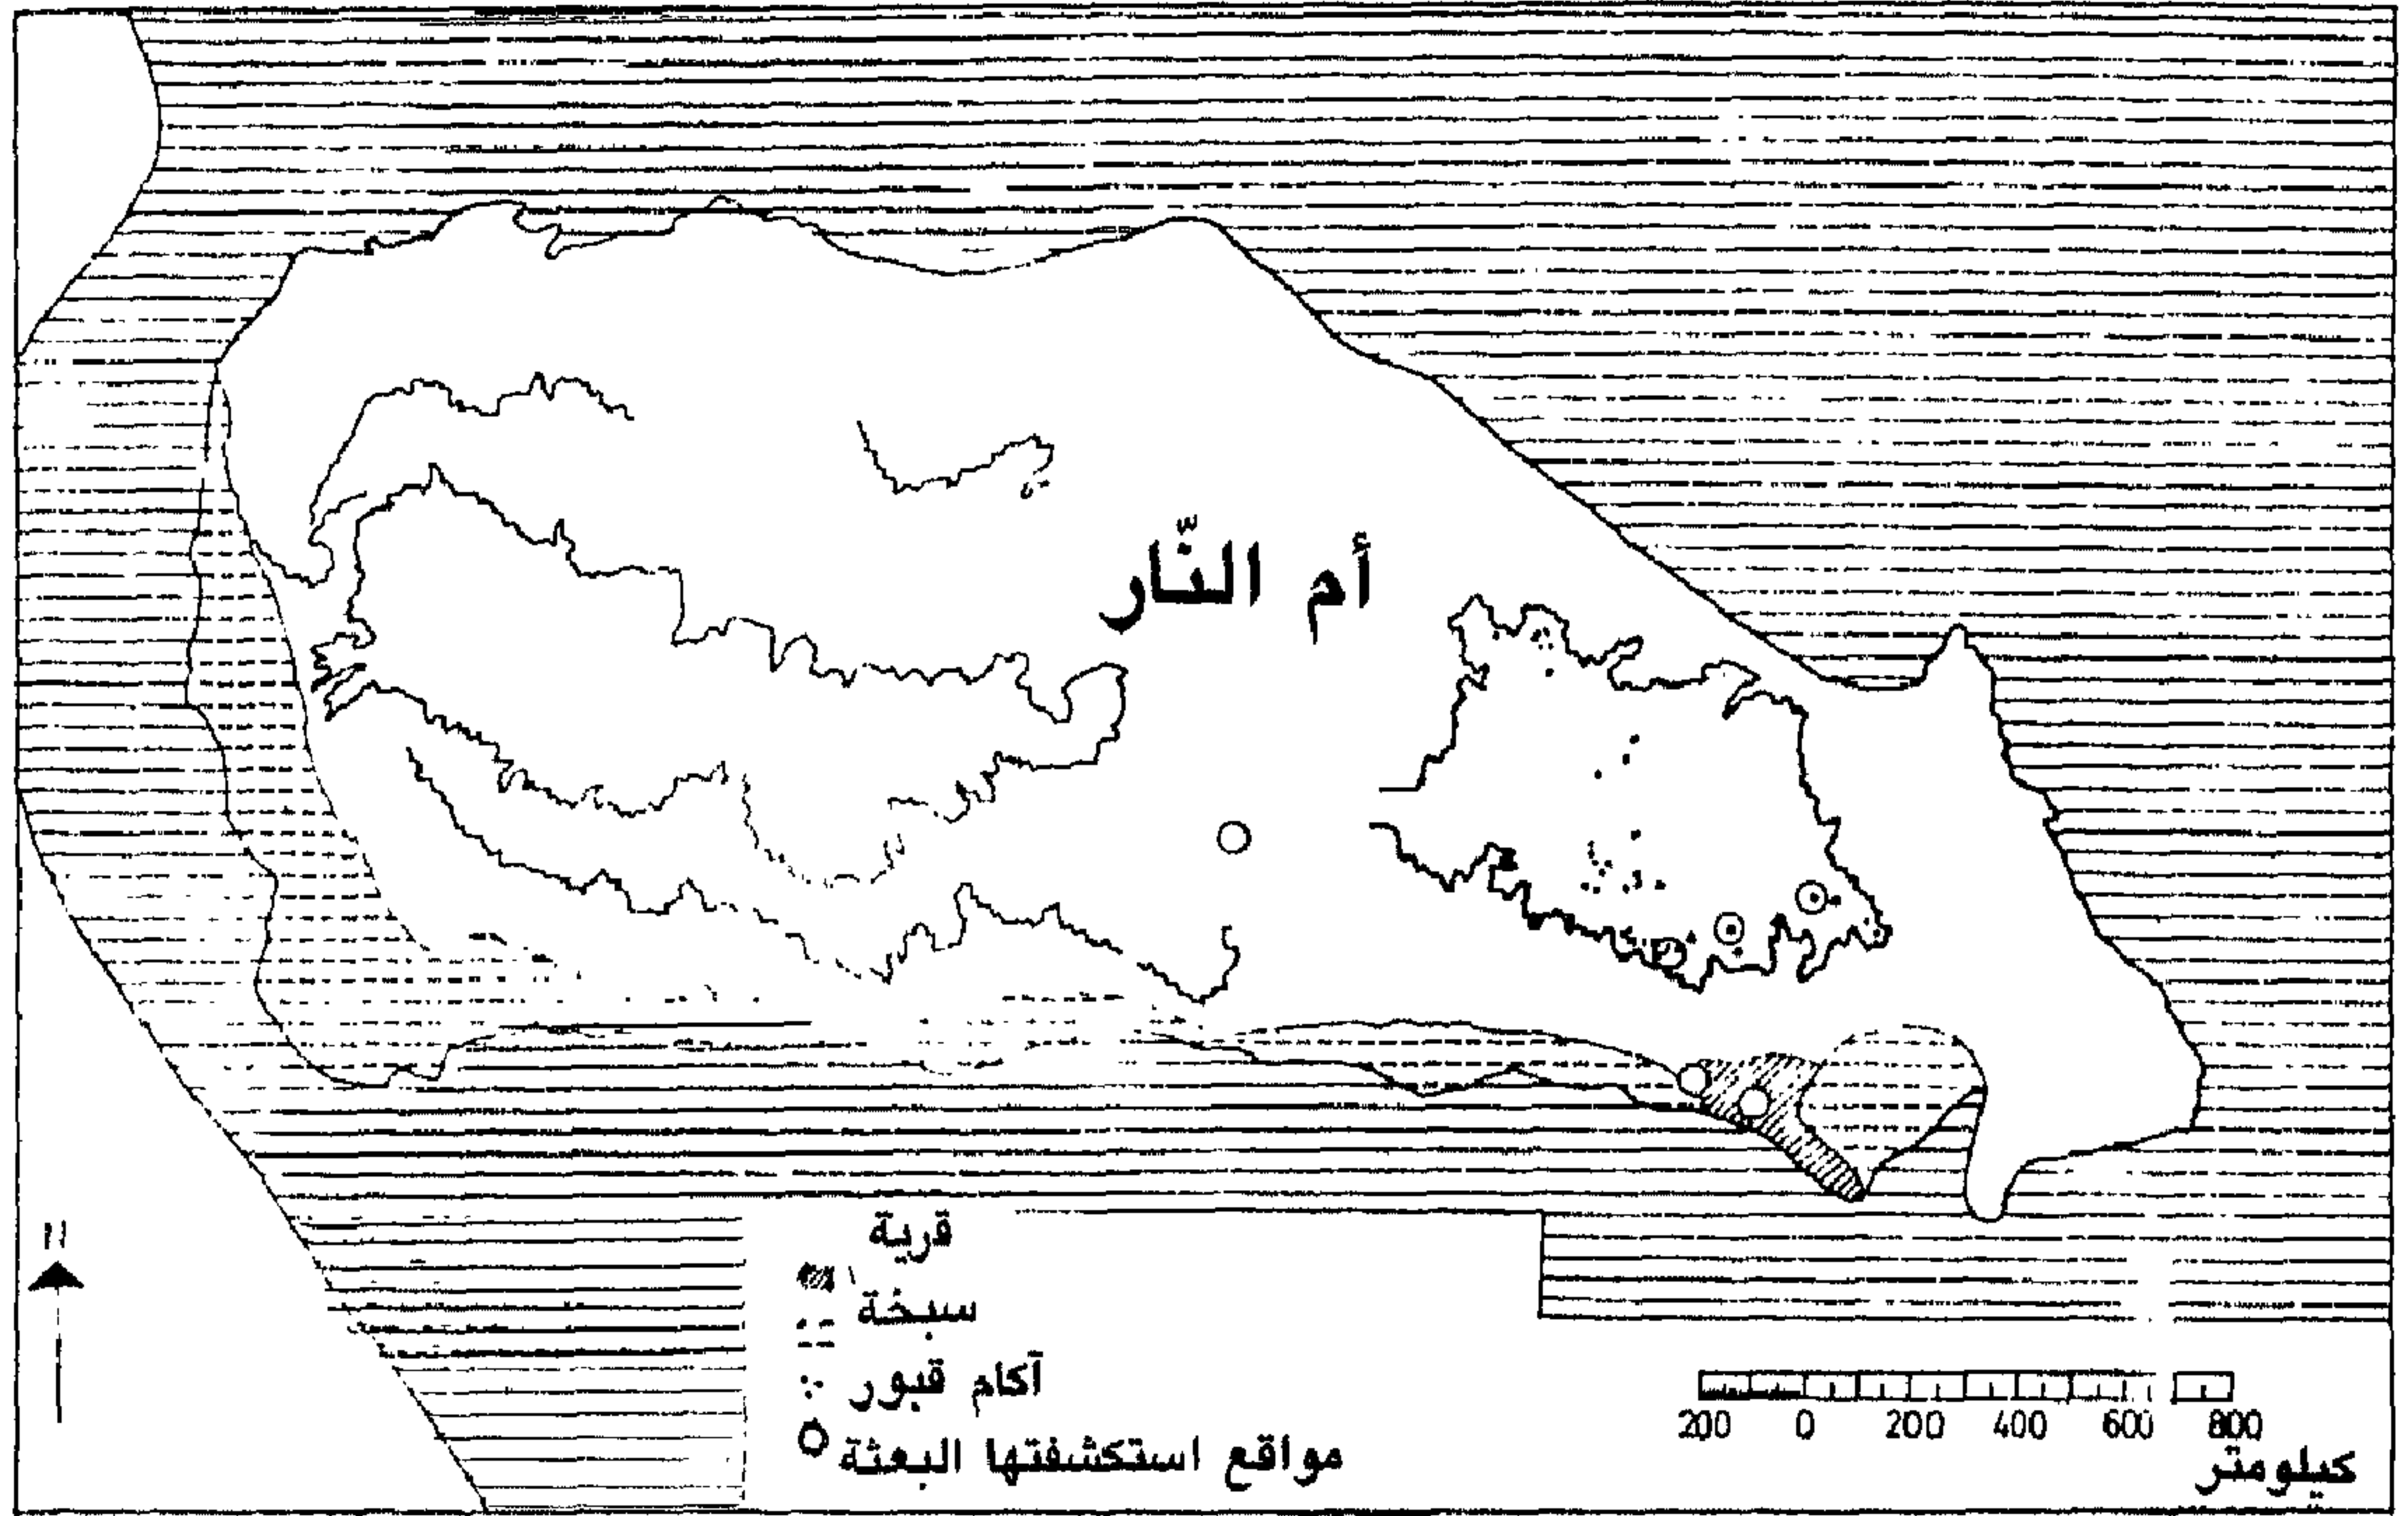 أم النّار
N
قرية
سبخة
آكام قبور
مواقع استكشفتها البعثة
200 0 200 400 600 800
كيلومتر